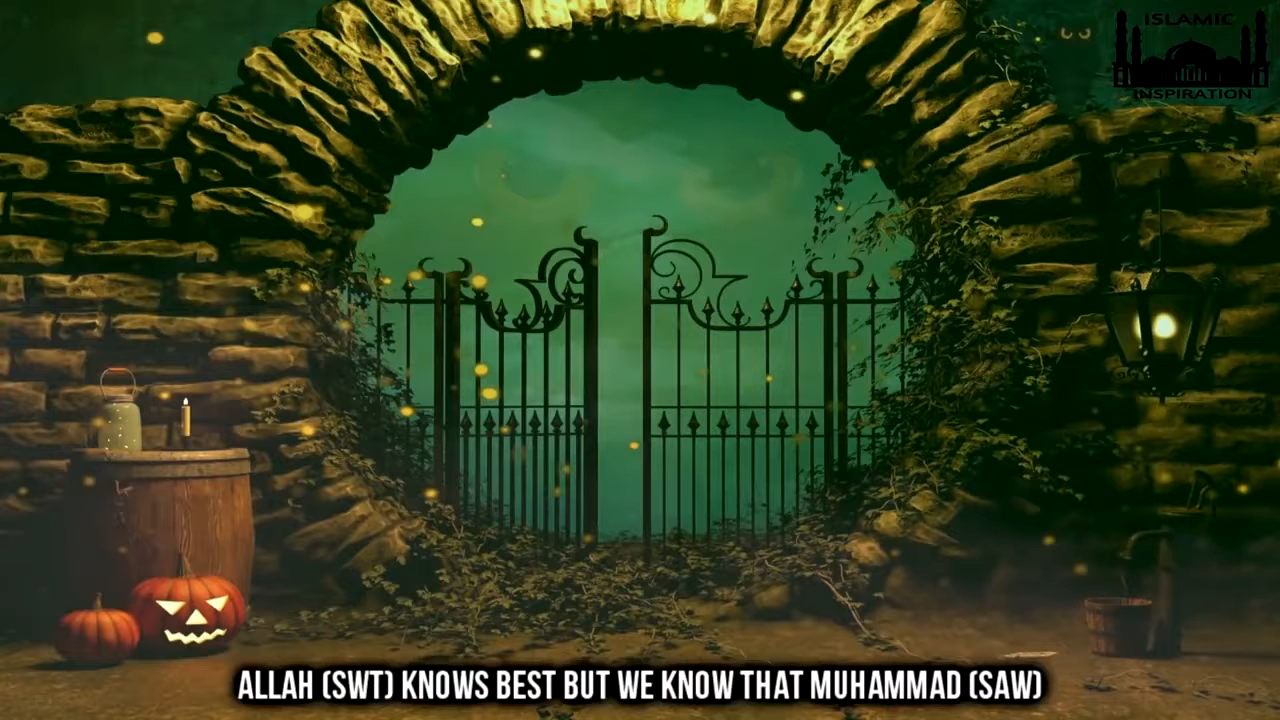 ISLAMIC
INSPIRATION
ALLAH (SWT) KNOWS BEST BUT WE KNOW THAT MUHAMMAD (SAW)